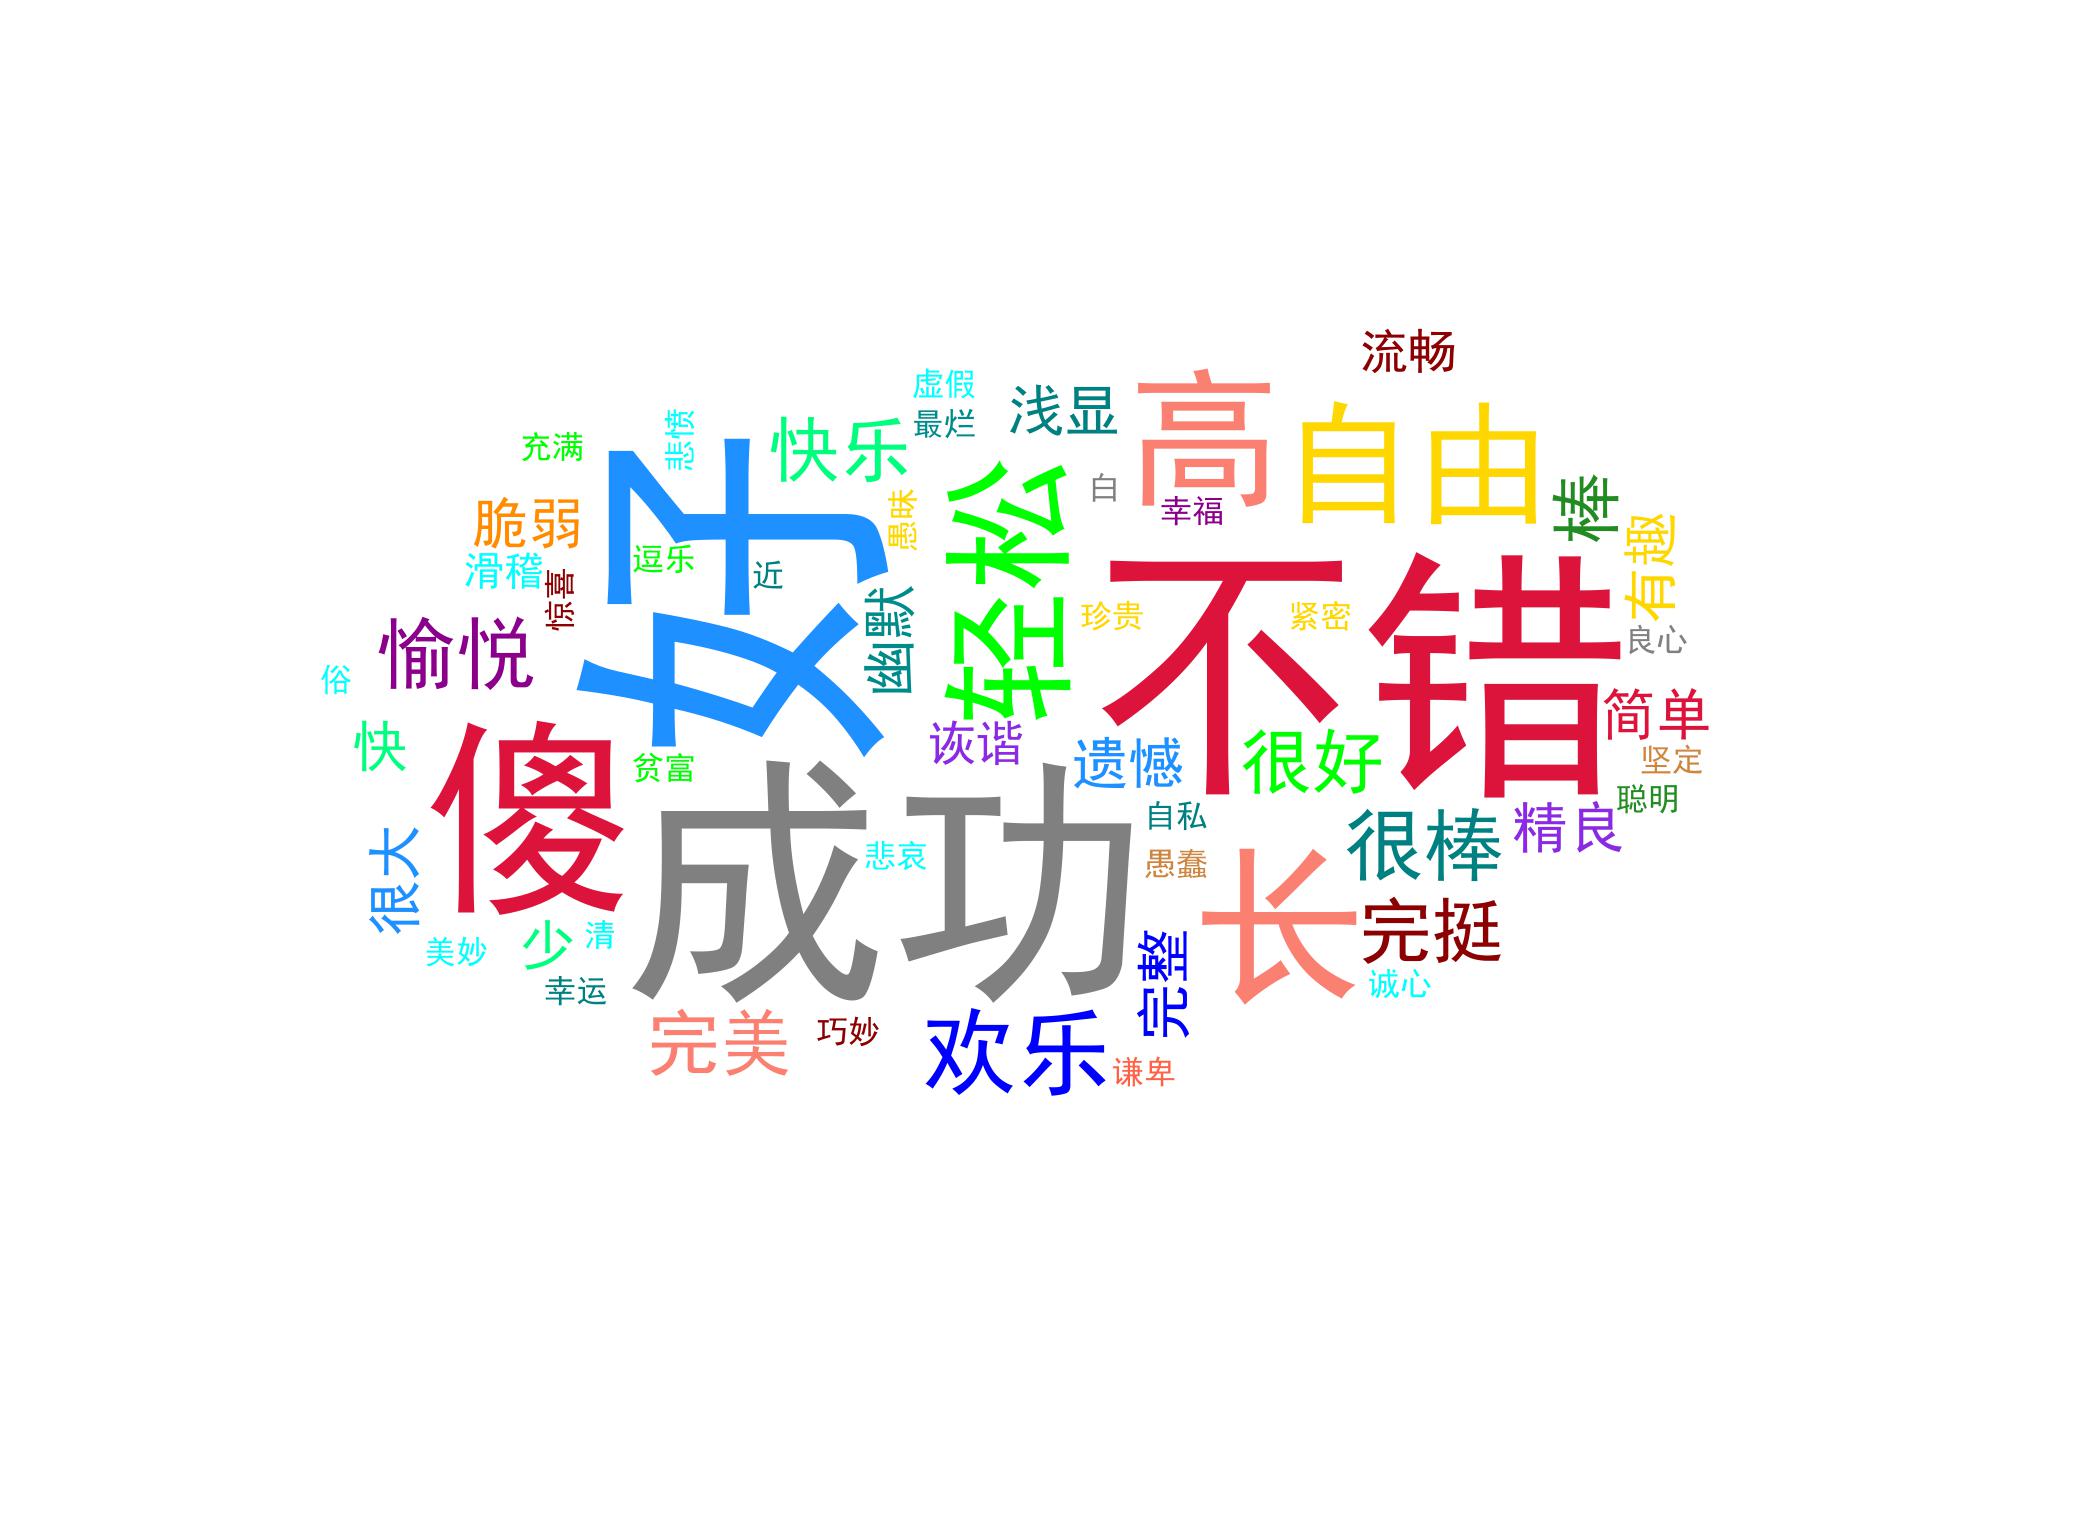 流畅
虚假
浅显
高
自由
最烂
快乐
充满
悲愤
好
轻松
白
幸福
棒
有趣
愚昧
脆弱
滑稽
惊喜
逗乐
近
幽默
不错
珍贵
紧密
良心
愉悦
俗
快
傻
贫富
诙谐
遗憾
很好
简单
坚定
聪明
成功
自私
很棒
精良
很大
悲哀
愚蠢
长
完挺
美妙
少
清
幸运
完整
诚心
完美
巧妙
欢乐
谦卑